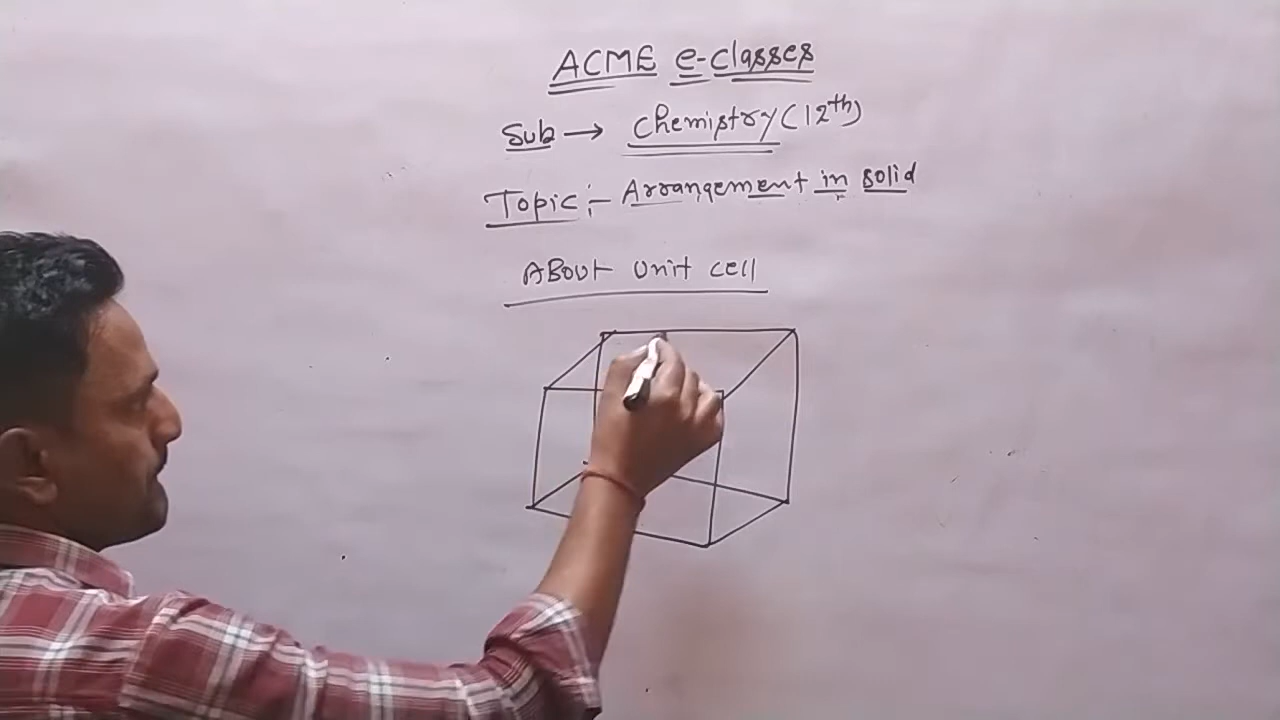 ACME e-classes
Sub → Chemistry (12th)
Topic :- Arrangement in solid
ABout unit cell